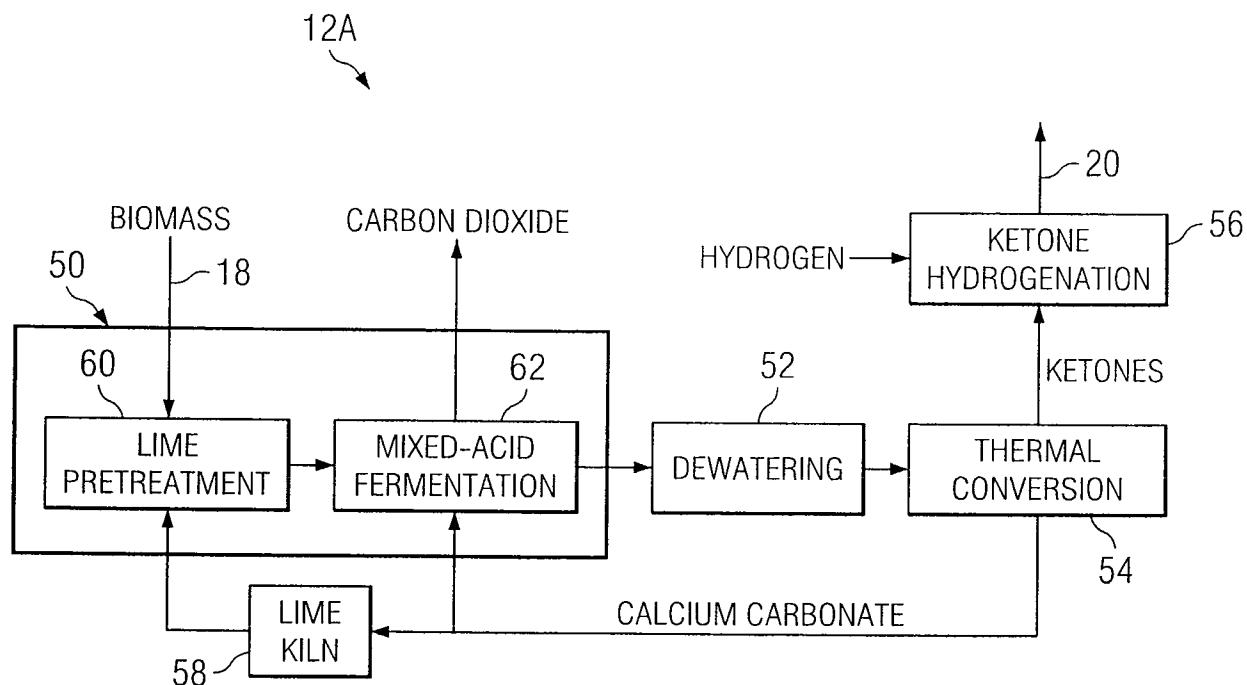 12A
20
BIOMASS
CARBON DIOXIDE
HYDROGEN
KETONE
HYDROGENATION
56
50
18
60
62
52
KETONES
LIME
PRETREATMENT
MIXED-ACID
FERMENTATION
DEWATERING
THERMAL
CONVERSION
54
LIME
KILN
58
CALCIUM CARBONATE